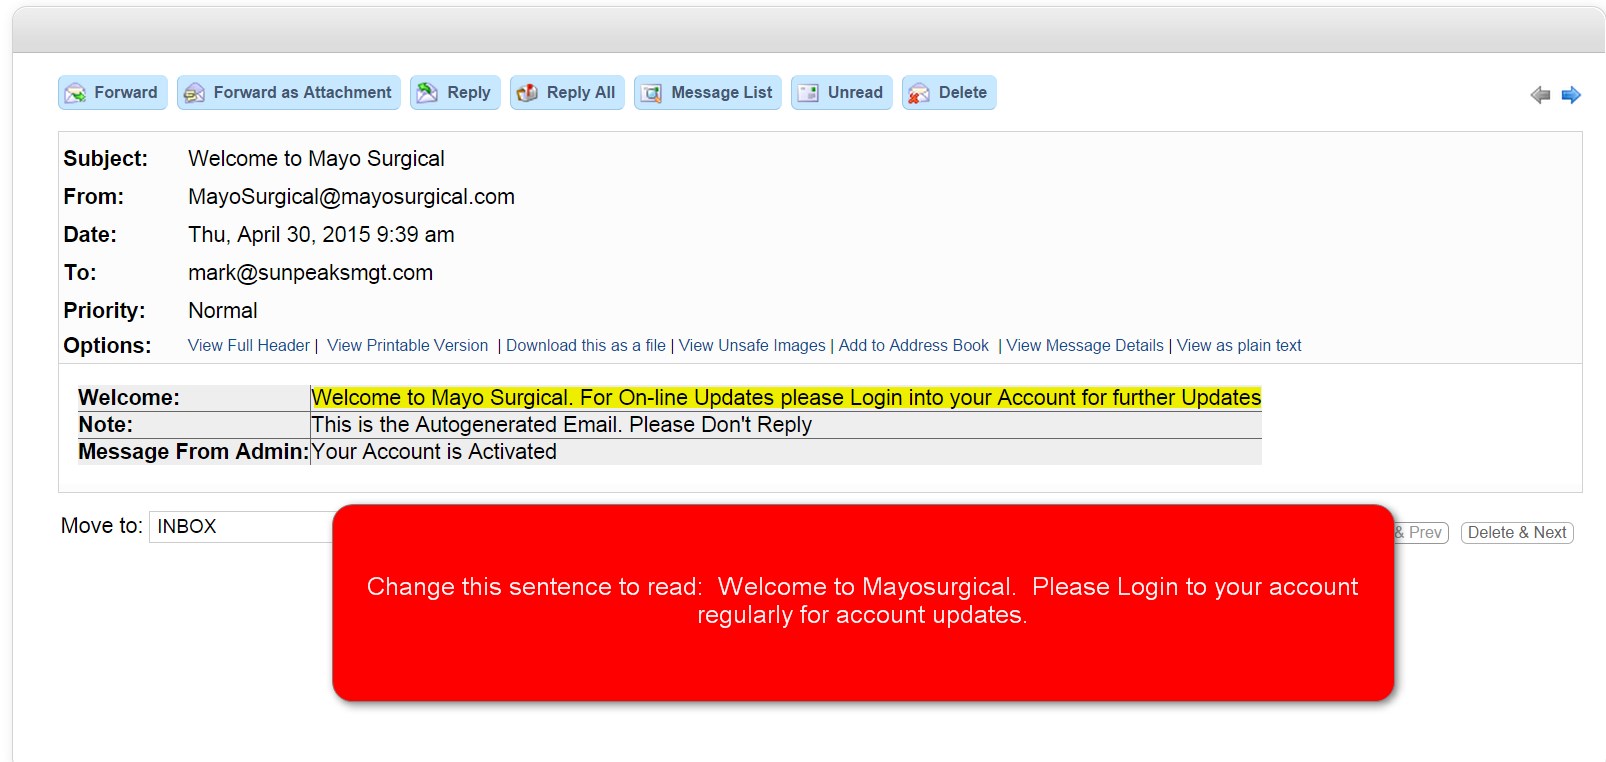 Forward Forward as Attachment Reply Reply All Message List Unread Delete
Subject: Welcome to Mayo Surgical
From: MayoSurgical@mayosurgical.com
Date: Thu, April 30, 2015 9:39 am
To: mark@sunpeaksmgt.com
Priority: Normal
Options: View Full Header | View Printable Version | Download this as a file | View Unsafe Images | Add to Address Book | View Message Details | View as plain text
Welcome: Welcome to Mayo Surgical. For On-line Updates please Login into your Account for further Updates
Note: This is the Autogenerated Email. Please Don't Reply
Message From Admin: Your Account is Activated
Move to: INBOX & Prev Delete & Next
Change this sentence to read: Welcome to Mayosurgical. Please Login to your account
regularly for account updates.